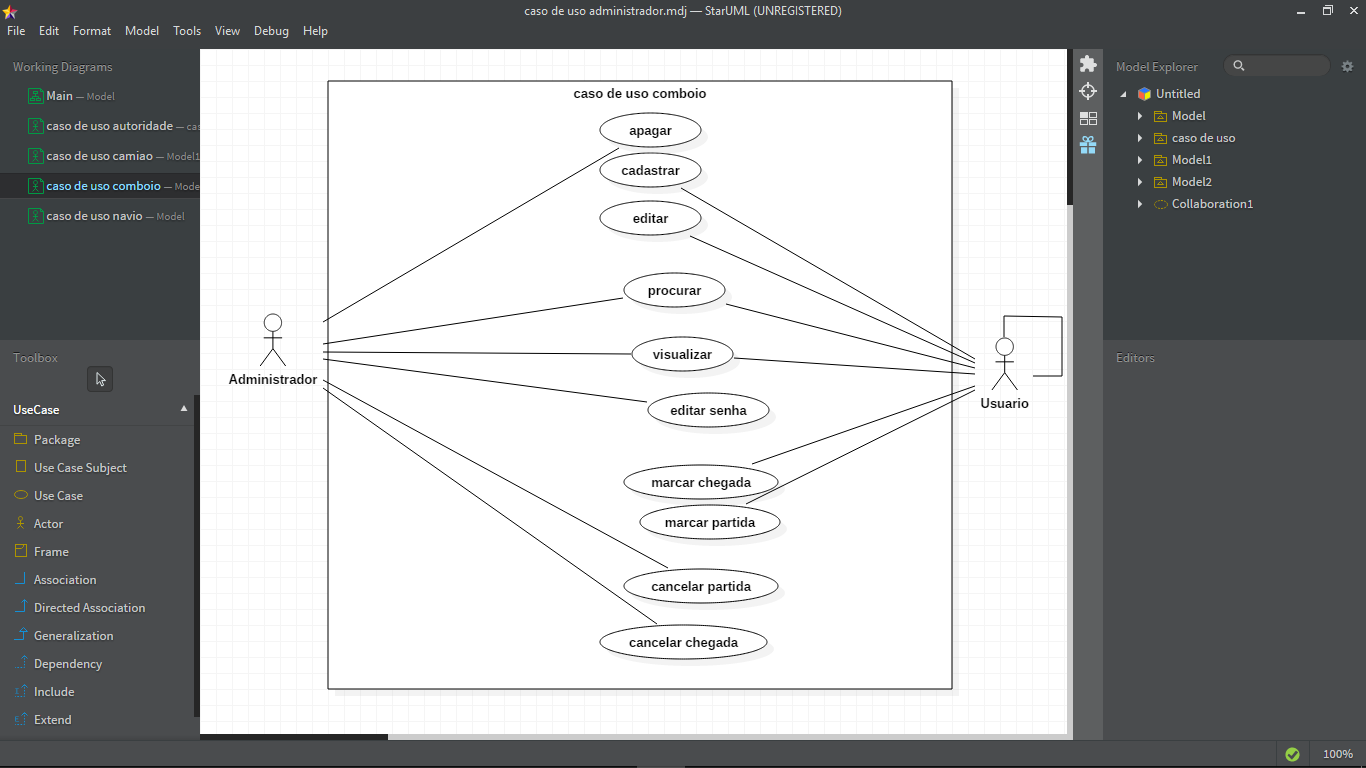 caso de uso administrador.mdj — StarUML (UNREGISTERED)
File Edit Format Model Tools View Debug Help
Working Diagrams
Main — Model
caso de uso autoridade — cas
caso de uso camiao — Model1
caso de uso comboio — Mode
caso de uso navio — Model
Toolbox
UseCase
Package
Use Case Subject
Use Case
Actor
Frame
Association
Directed Association
Generalization
Dependency
Include
Extend
caso de uso comboio
apagar
cadastrar
editar
procurar
visualizar
editar senha
marcar chegada
marcar partida
cancelar partida
cancelar chegada
Administrador
Usuario
Model Explorer
Untitled
Model
caso de uso
Model1
Model2
Collaboration1
Editors
100%